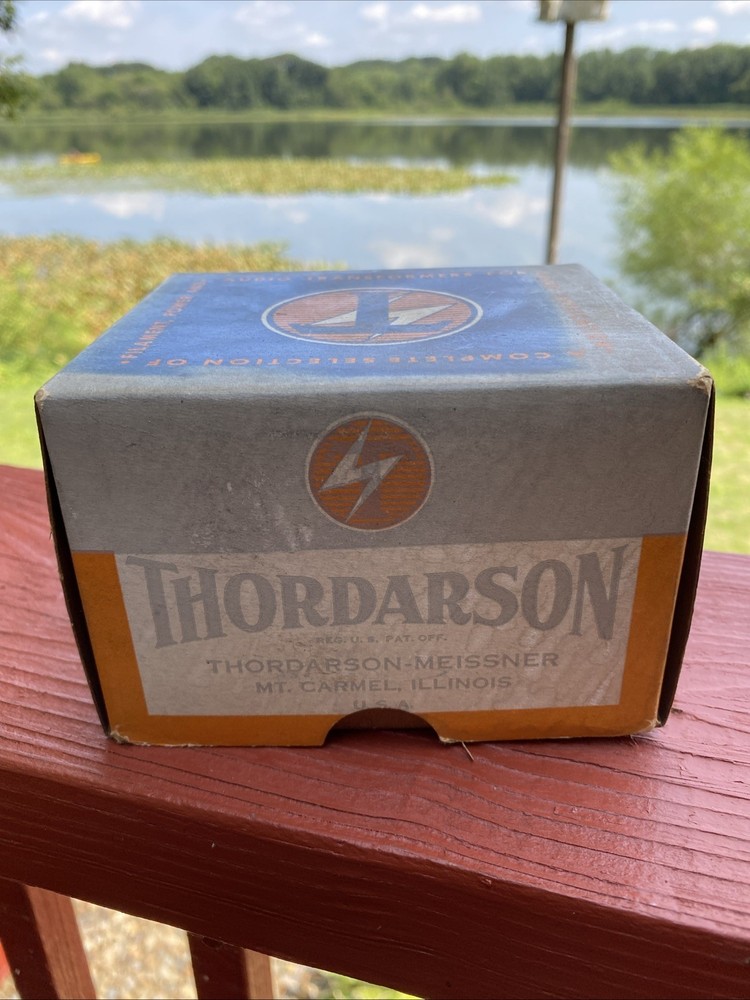 A COMPLETE SELECTION OF
T
T
THORDARSON
REG. U. S. PAT. OFF.
THORDARSON-MEISSNER
MT. CARMEL, ILLINOIS
U.S.A.